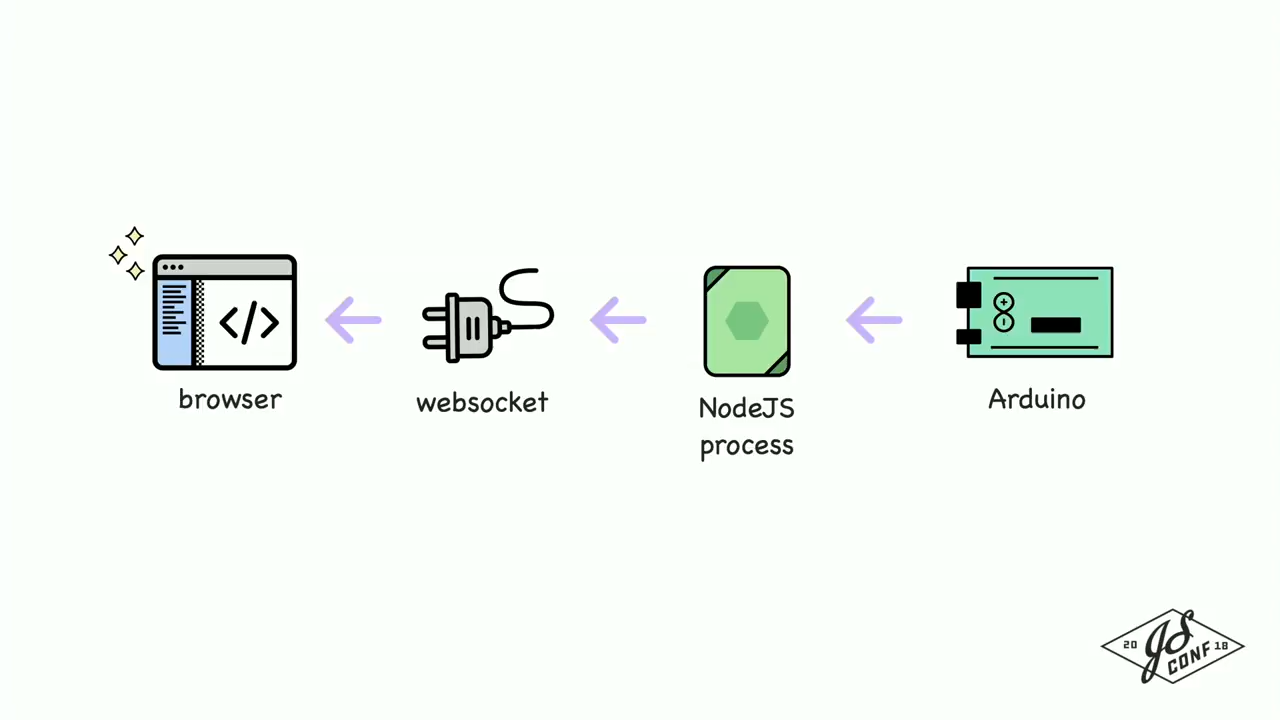 browser
websocket
NodeJS
process
Arduino
20 JS CONF 18